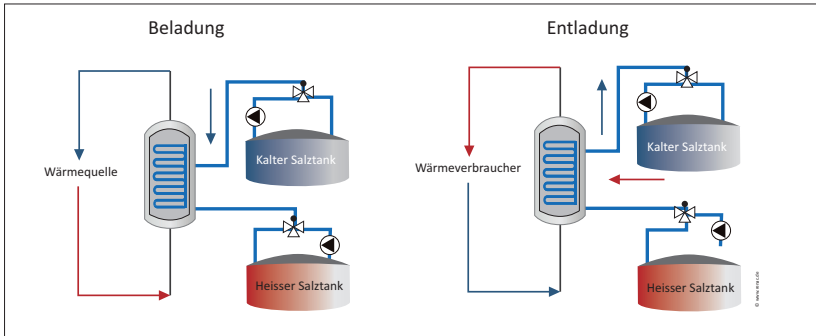 Beladung
Wärmequelle
Kalter Salztank
Heisser Salztank
Entladung
Wärmeverbraucher
Kalter Salztank
Heisser Salztank